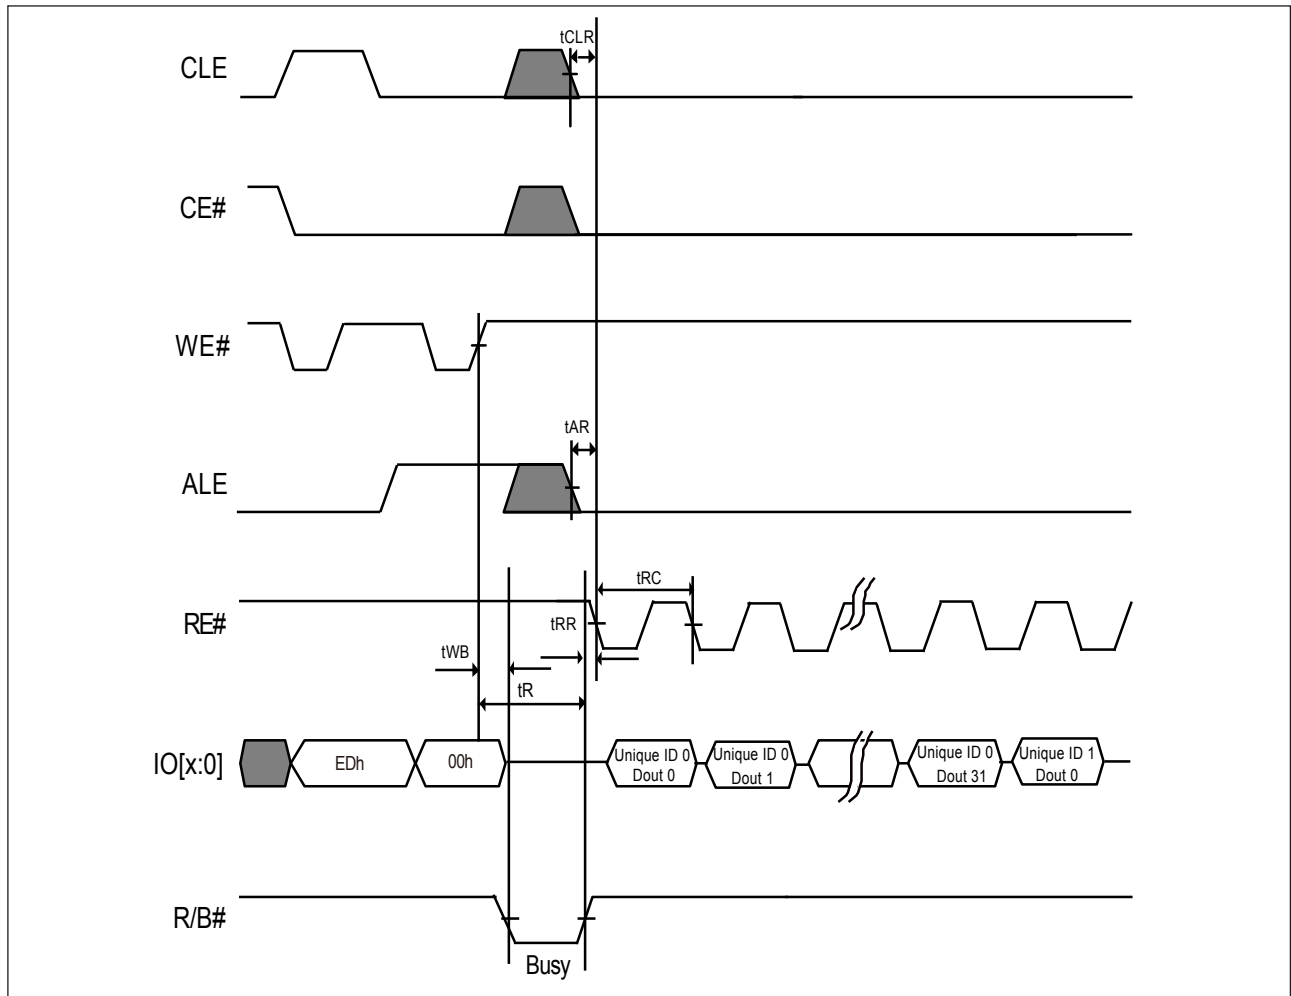 tCLR
CLE
CE#
WE#
tAR
ALE
tRC
RE#
tRR
tWB
tR
IO[x:0]
EDh
00h
Unique ID 0
Dout 0
Unique ID 0
Dout 1
Unique ID 0
Dout 31
Unique ID 1
Dout 0
R/B#
Busy